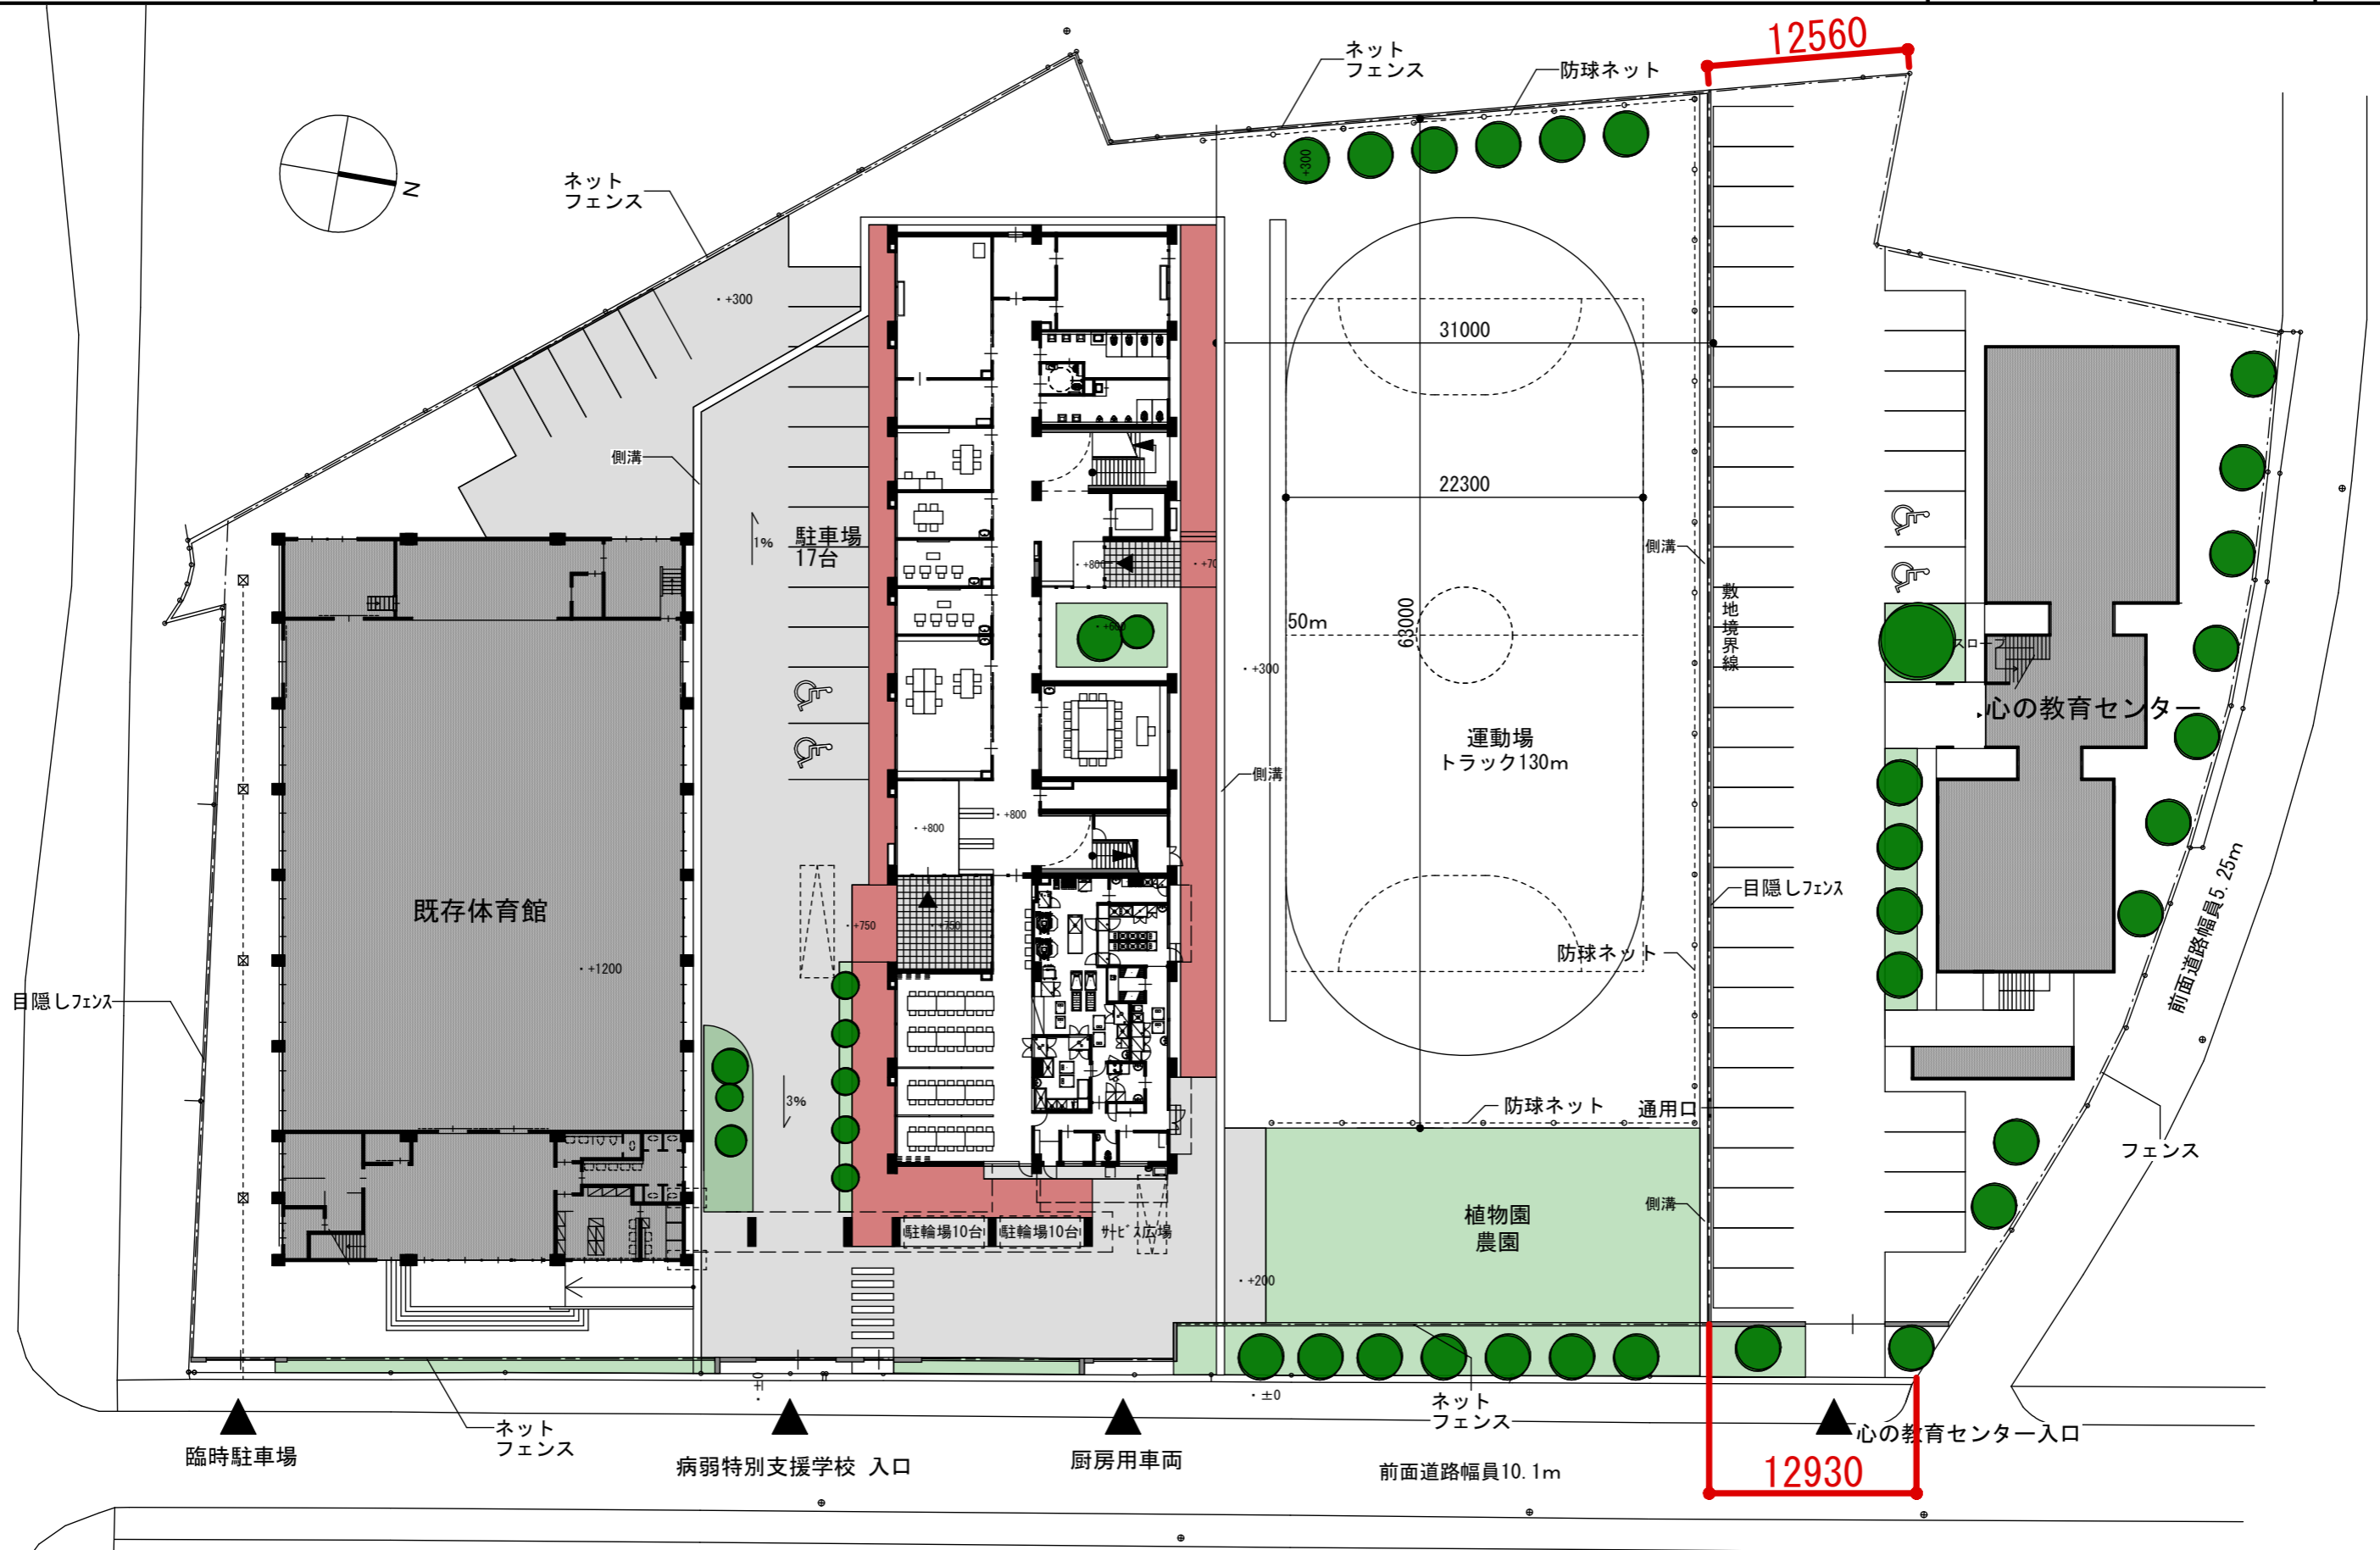 12560
ネット
フェンス
防球ネット
N
ネット
フェンス
+300
・+300
31000
側溝
22300
1%
駐車場
17台
・+800
・+70
側溝
敷地境界線
50m
63000
・+600
・+300
スロープ
心の教育センター
運動場
トラック130m
側溝
・+800
・+800
前面道路幅員5.25m
目隠しフェンス
既存体育館
・+750
・+750
防球ネット
・+1200
目隠しフェンス
3%
防球ネット
通用口
フェンス
側溝
植物園
農園
駐輪場10台
駐輪場10台
サービス広場
・+200
・±0
・±0
ネット
フェンス
ネット
フェンス
臨時駐車場
病弱特別支援学校 入口
厨房用車両
前面道路幅員10.1m
心の教育センター入口
12930